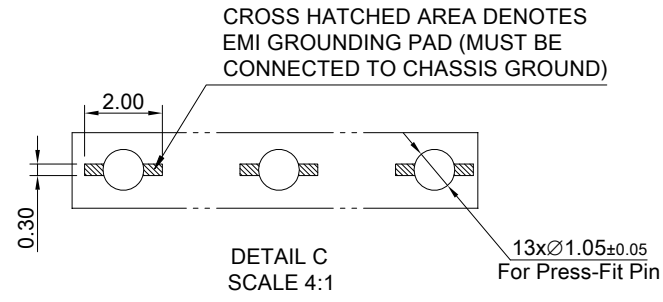 CROSS HATCHED AREA DENOTES
EMI GROUNDING PAD (MUST BE
CONNECTED TO CHASSIS GROUND)
2.00
0.30
13x∅1.05±0.05
For Press-Fit Pin
DETAIL C
SCALE 4:1